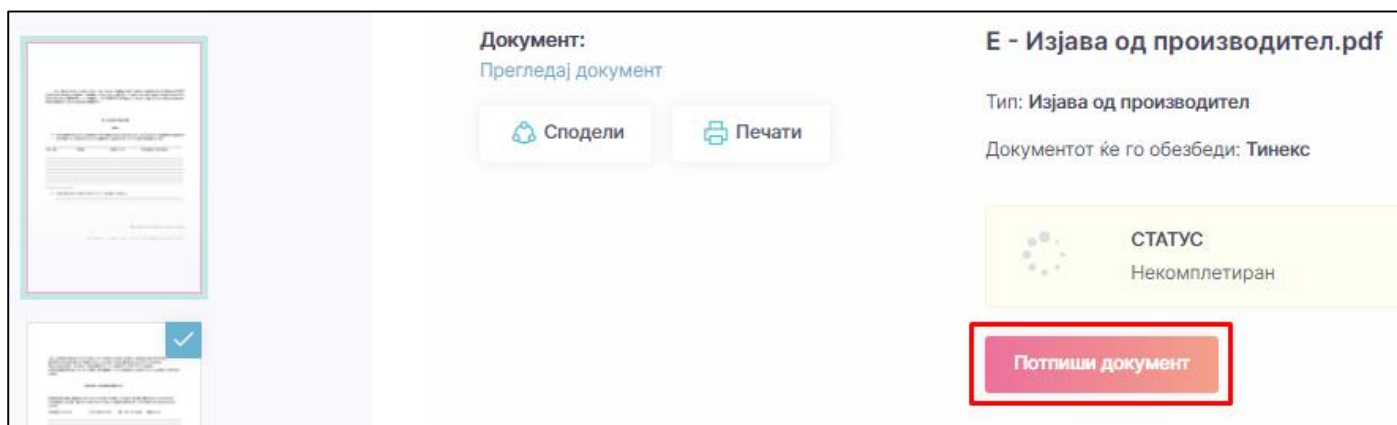 Документ:
Прегледај документ
Сподели
Печати
Е - Изјава од производител.pdf
Тип: Изјава од производител
Документот ќе го обезбеди: Тинекс
СТАТУС
Некомплетиран
Потпиши документ